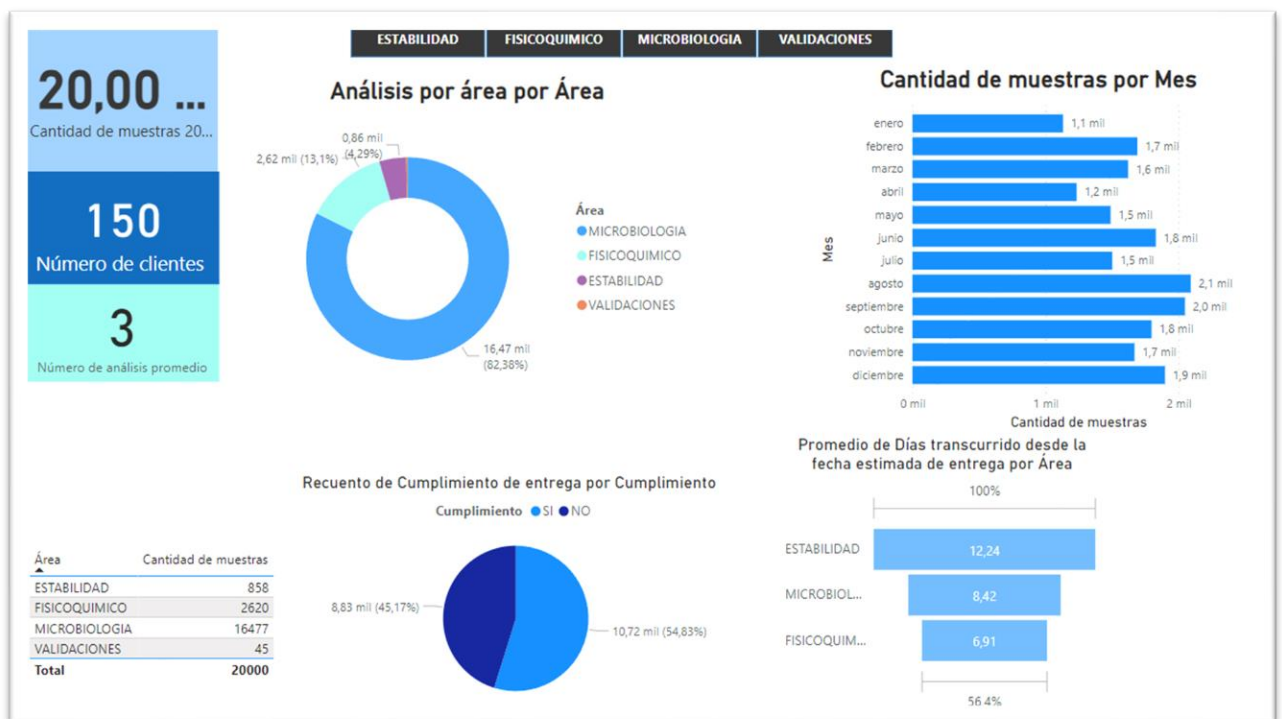 ESTABILIDAD FISICOQUIMICO MICROBIOLOGIA VALIDACIONES
20,00 ...
Cantidad de muestras 20...
150
Número de clientes
3
Número de análisis promedio
Análisis por área por Área
0,86 mil
(4,29%)
2,62 mil (13,1%)
16,47 mil
(82,38%)
Área
MICROBIOLOGIA
FISICOQUIMICO
ESTABILIDAD
VALIDACIONES
Cantidad de muestras por Mes
Mes
enero 1,1 mil
febrero 1,7 mil
marzo 1,6 mil
abril 1,2 mil
mayo 1,5 mil
junio 1,8 mil
julio 1,5 mil
agosto 2,1 mil
septiembre 2,0 mil
octubre 1,8 mil
noviembre 1,7 mil
diciembre 1,9 mil
0 mil 1 mil 2 mil
Cantidad de muestras
Área Cantidad de muestras
ESTABILIDAD 858
FISICOQUIMICO 2620
MICROBIOLOGIA 16477
VALIDACIONES 45
Total 20000
Recuento de Cumplimiento de entrega por Cumplimiento
Cumplimiento SI NO
8,83 mil (45,17%)
10,72 mil (54,83%)
Promedio de Días transcurrido desde la
fecha estimada de entrega por Área
100%
ESTABILIDAD 12,24
MICROBIOL... 8,42
FISICOQUIM... 6,91
56.4%